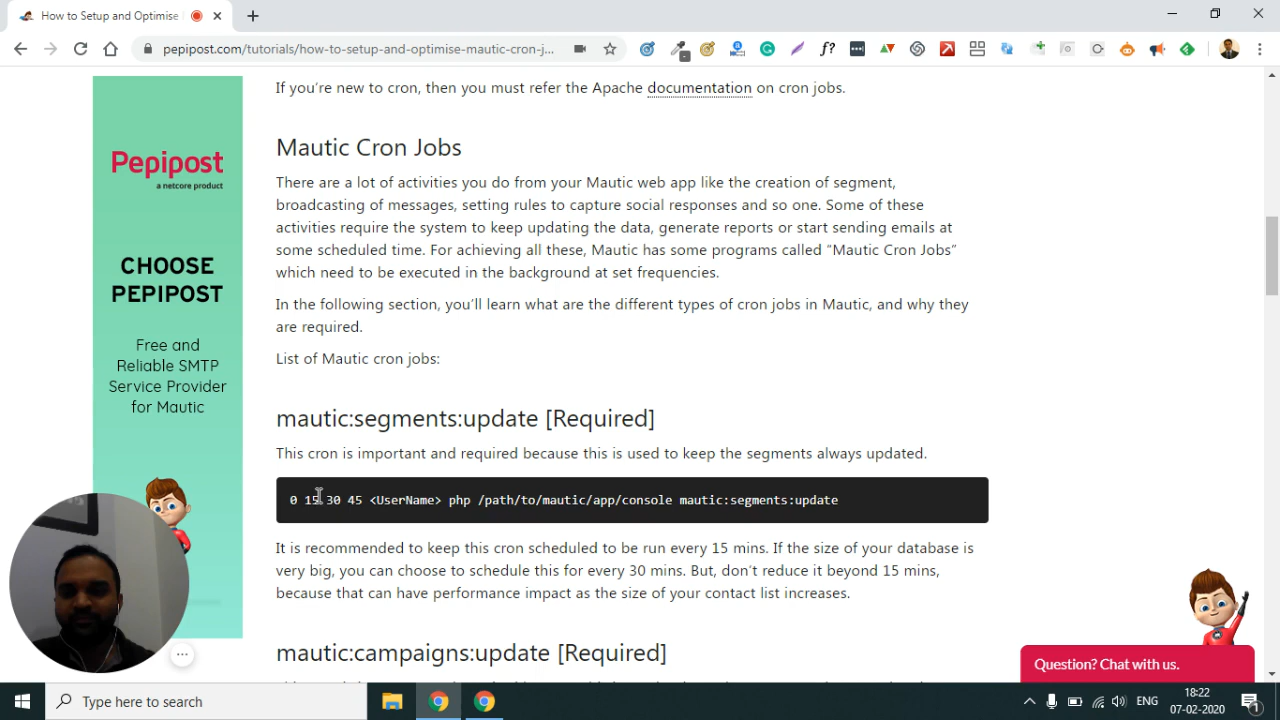 How to Setup and Optimise
pepipost.com/tutorials/how-to-setup-and-optimise-mautic-cron-j...
If you're new to cron, then you must refer the Apache documentation on cron jobs.
Pepipost
a netcore product
CHOOSE
PEPIPOST
Free and
Reliable SMTP
Service Provider
for Mautic
Mautic Cron Jobs
There are a lot of activities you do from your Mautic web app like the creation of segment,
broadcasting of messages, setting rules to capture social responses and so one. Some of these
activities require the system to keep updating the data, generate reports or start sending emails at
some scheduled time. For achieving all these, Mautic has some programs called “Mautic Cron Jobs”
which need to be executed in the background at set frequencies.
In the following section, you'll learn what are the different types of cron jobs in Mautic, and why they
are required.
List of Mautic cron jobs:
mautic:segments:update [Required]
This cron is important and required because this is used to keep the segments always updated.
0 15 30 45 <UserName> php /path/to/mautic/app/console mautic:segments:update
It is recommended to keep this cron scheduled to be run every 15 mins. If the size of your database is
very big, you can choose to schedule this for every 30 mins. But, don't reduce it beyond 15 mins,
because that can have performance impact as the size of your contact list increases.
mautic:campaigns:update [Required]
Question? Chat with us.
Type here to search
ENG
18:22
07-02-2020